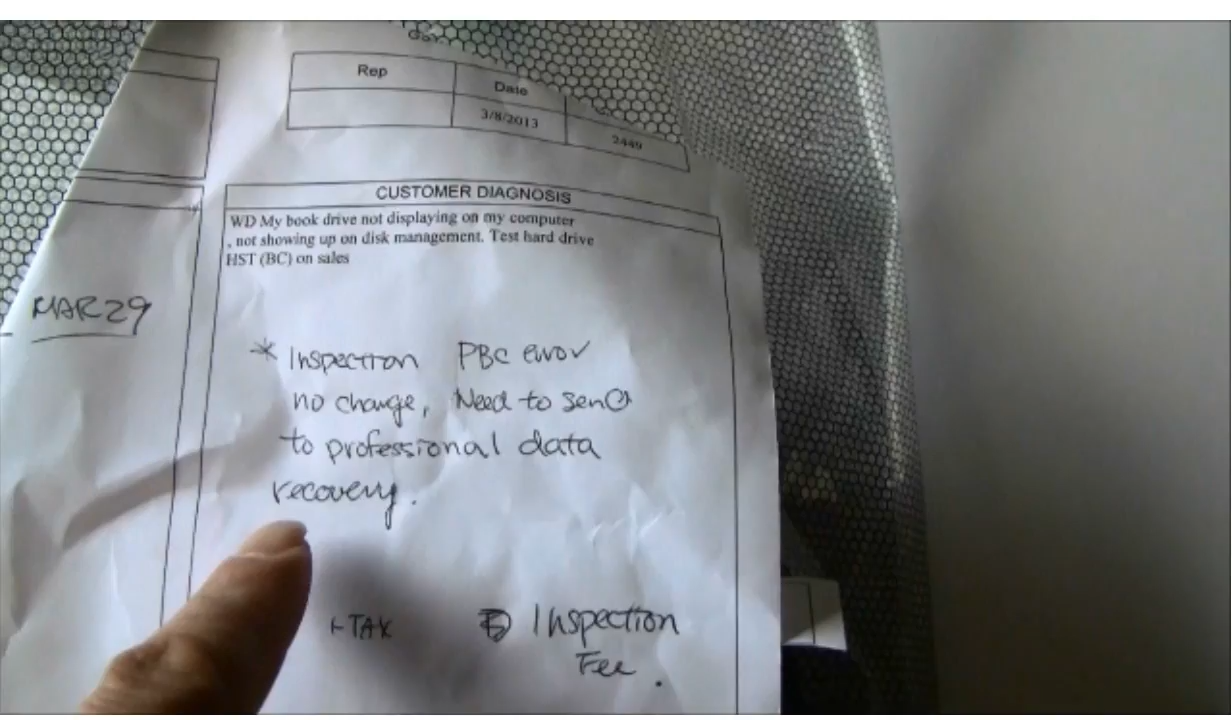 Rep
Date
3/8/2013
2449
CUSTOMER DIAGNOSIS
WD My book drive not displaying on my computer
, not showing up on disk management. Test hard drive
HST (BC) on sales
MAR 29
* Inspection PBC error
no change, Need to send
to professional data
recovery.
+TAX
Inspection
Fee.